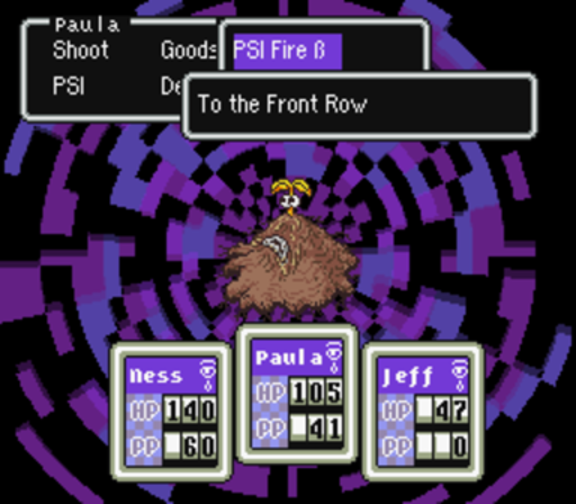 Paula
Shoot Goods PSI Fire β
PSI De
To the Front Row
Ness Paula Jeff
HP 140 HP 105 HP 47
PP 60 PP 41 PP 0